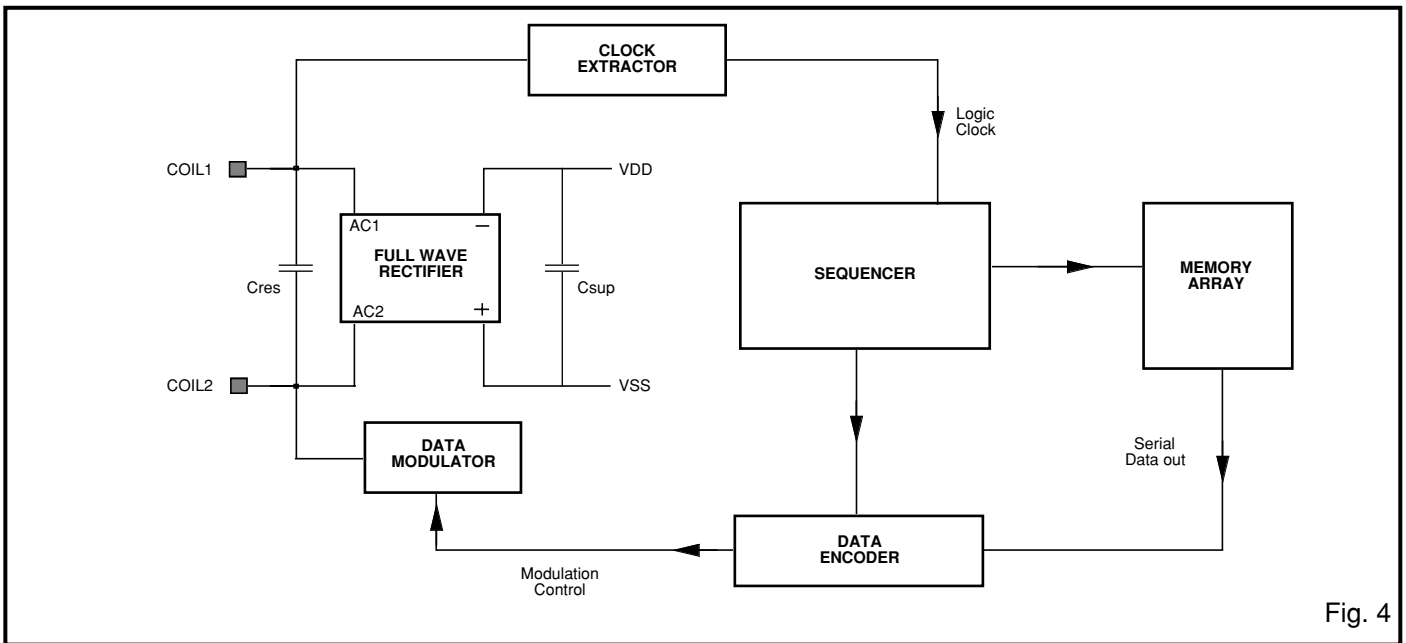 CLOCK
EXTRACTOR
Logic
Clock
COIL1
VDD
AC1
−
FULL WAVE
RECTIFIER
Cres
Csup
AC2
+
SEQUENCER
MEMORY
ARRAY
COIL2
VSS
DATA
MODULATOR
Serial
Data out
DATA
ENCODER
Modulation
Control
Fig. 4